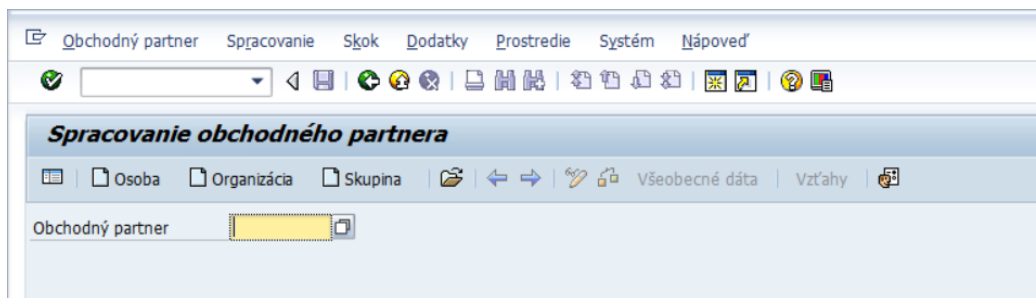 Obchodný partner Spracovanie Skok Dodatky Prostredie Systém Nápoveď
Spracovanie obchodného partnera
Osoba Organizácia Skupina Všeobecné dáta Vzťahy
Obchodný partner